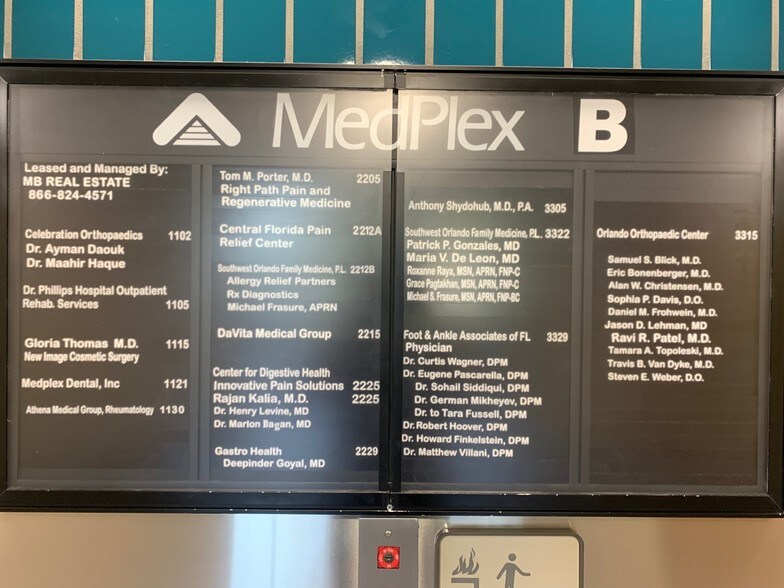 MedPlex B
Leased and Managed By:
MB REAL ESTATE
866-824-4571
Celebration Orthopaedics 1102
Dr. Ayman Daouk
Dr. Maahir Haque
Dr. Phillips Hospital Outpatient
Rehab. Services 1105
Gloria Thomas M.D. 1115
New Image Cosmetic Surgery
Medplex Dental, Inc 1121
Athena Medical Group, Rheumatology 1130
Tom M. Porter, M.D. 2205
Right Path Pain and
Regenerative Medicine
Central Florida Pain 2212A
Relief Center
Southwest Orlando Family Medicine, P.L. 2212B
Allergy Relief Partners
Rx Diagnostics
Michael Frasure, APRN
DaVita Medical Group 2215
Center for Digestive Health
Innovative Pain Solutions 2225
Rajan Kalia, M.D. 2225
Dr. Henry Levine, MD
Dr. Marlon Ilagan, MD
Gastro Health 2229
Deepinder Goyal, MD
Anthony Shydohub, M.D., P.A. 3305
Southwest Orlando Family Medicine, P.L. 3322
Patrick P. Gonzales, MD
Maria V. De Leon, MD
Roxanne Raya, MSN, APRN, FNP-C
Grace Pagtakhan, MSN, APRN, FNP-C
Michael S. Frasure, MSN, APRN, FNP-BC
Foot & Ankle Associates of FL 3329
Physician
Dr. Curtis Wagner, DPM
Dr. Eugene Pascarella, DPM
Dr. Sohail Siddiqui, DPM
Dr. German Mikheyev, DPM
Dr. to Tara Fussell, DPM
Dr.Robert Hoover, DPM
Dr. Howard Finkelstein, DPM
Dr. Matthew Villani, DPM
Orlando Orthopaedic Center 3315
Samuel S. Blick, M.D.
Eric Bonenberger, M.D.
Alan W. Christensen, M.D.
Sophia P. Davis, D.O.
Daniel M. Frohwein, M.D.
Jason D. Lehman, MD
Ravi R. Patel, M.D.
Tamara A. Topoleski, M.D.
Travis B. Van Dyke, M.D.
Steven E. Weber, D.O.